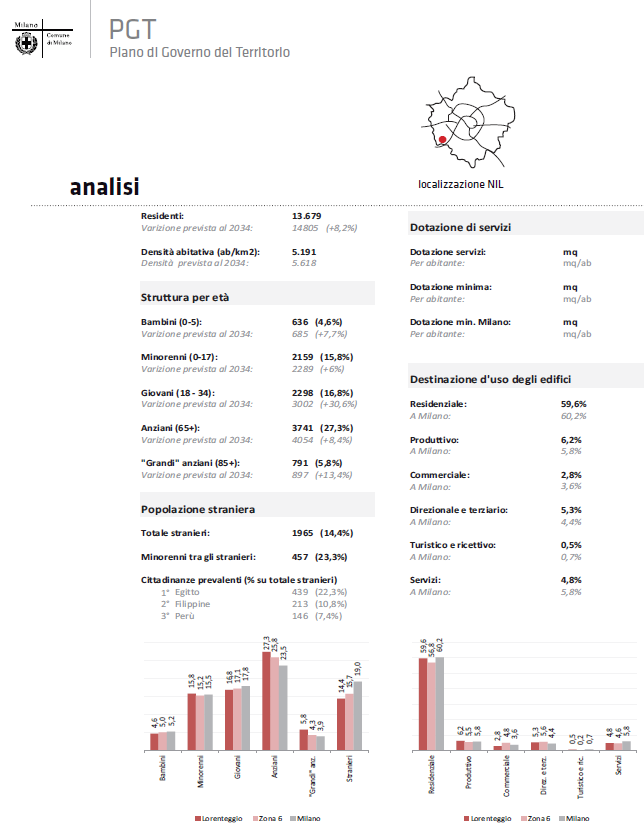 Milano
Comune
di Milano
PGT
Piano di Governo del Territorio
analisi
localizzazione NIL
Residenti: 13.679
Varizione prevista al 2034: 14805 (+8,2%)
Densità abitativa (ab/km2): 5.191
Densità prevista al 2034: 5.618
Struttura per età
Bambini (0-5): 636 (4,6%)
Varizione prevista al 2034: 685 (+7,7%)
Minorenni (0-17): 2159 (15,8%)
Varizione prevista al 2034: 2289 (+6%)
Giovani (18 - 34): 2298 (16,8%)
Varizione prevista al 2034: 3002 (+30,6%)
Anziani (65+): 3741 (27,3%)
Varizione prevista al 2034: 4054 (+8,4%)
"Grandi" anziani (85+): 791 (5,8%)
Varizione prevista al 2034: 897 (+13,4%)
Popolazione straniera
Totale stranieri: 1965 (14,4%)
Minorenni tra gli stranieri: 457 (23,3%)
Cittadinanze prevalenti (% su totale stranieri)
1° Egitto 439 (22,3%)
2° Filippine 213 (10,8%)
3° Perù 146 (7,4%)
Dotazione di servizi
Dotazione servizi: mq
Per abitante: mq/ab
Dotazione minima: mq
Per abitante: mq/ab
Dotazione min. Milano: mq
Per abitante: mq/ab
Destinazione d'uso degli edifici
Residenziale: 59,6%
A Milano: 60,2%
Produttivo: 6,2%
A Milano: 5,8%
Commerciale: 2,8%
A Milano: 3,6%
Direzionale e terziario: 5,3%
A Milano: 4,4%
Turistico e ricettivo: 0,5%
A Milano: 0,7%
Servizi: 4,8%
A Milano: 5,8%
4,6 5,0 5,2
15,8 15,2 15,5
16,8 17,1 17,8
27,3 25,8 23,5
5,8 4,3 3,9
14,4 15,7 19,0
Bambini
Minorenni
Giovani
Anziani
"Grandi" anz.
Stranieri
Lorenteggio Zona 6 Milano
59,6 56,8 60,2
6,2 5,5 5,8
2,8 4,8 3,6
5,3 5,6 4,4
0,5 0,2 0,7
4,8 4,6 5,8
Residenziale
Produttivo
Commerciale
Direz. e terz.
Turistico e ric.
Servizi
Lorenteggio Zona 6 Milano